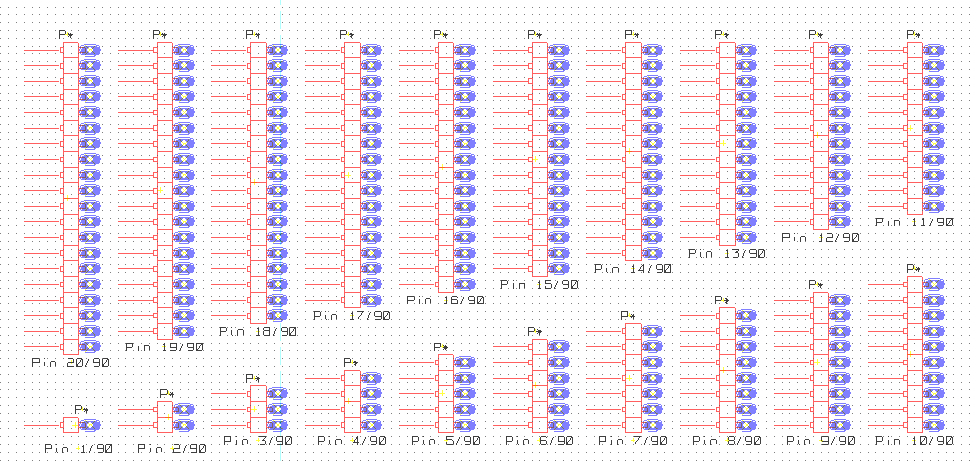 P* P* P* P* P* P* P* P* P* P*
Pin 11/90
Pin 12/90
Pin 13/90
Pin 14/90
Pin 15/90
Pin 16/90
Pin 17/90
Pin 18/90
Pin 19/90
Pin 20/90
P*
P*
P*
P*
P*
P*
P*
P*
P*
P*
Pin 1/90 Pin 2/90 Pin 3/90 Pin 4/90 Pin 5/90 Pin 6/90 Pin 7/90 Pin 8/90 Pin 9/90 Pin 10/90